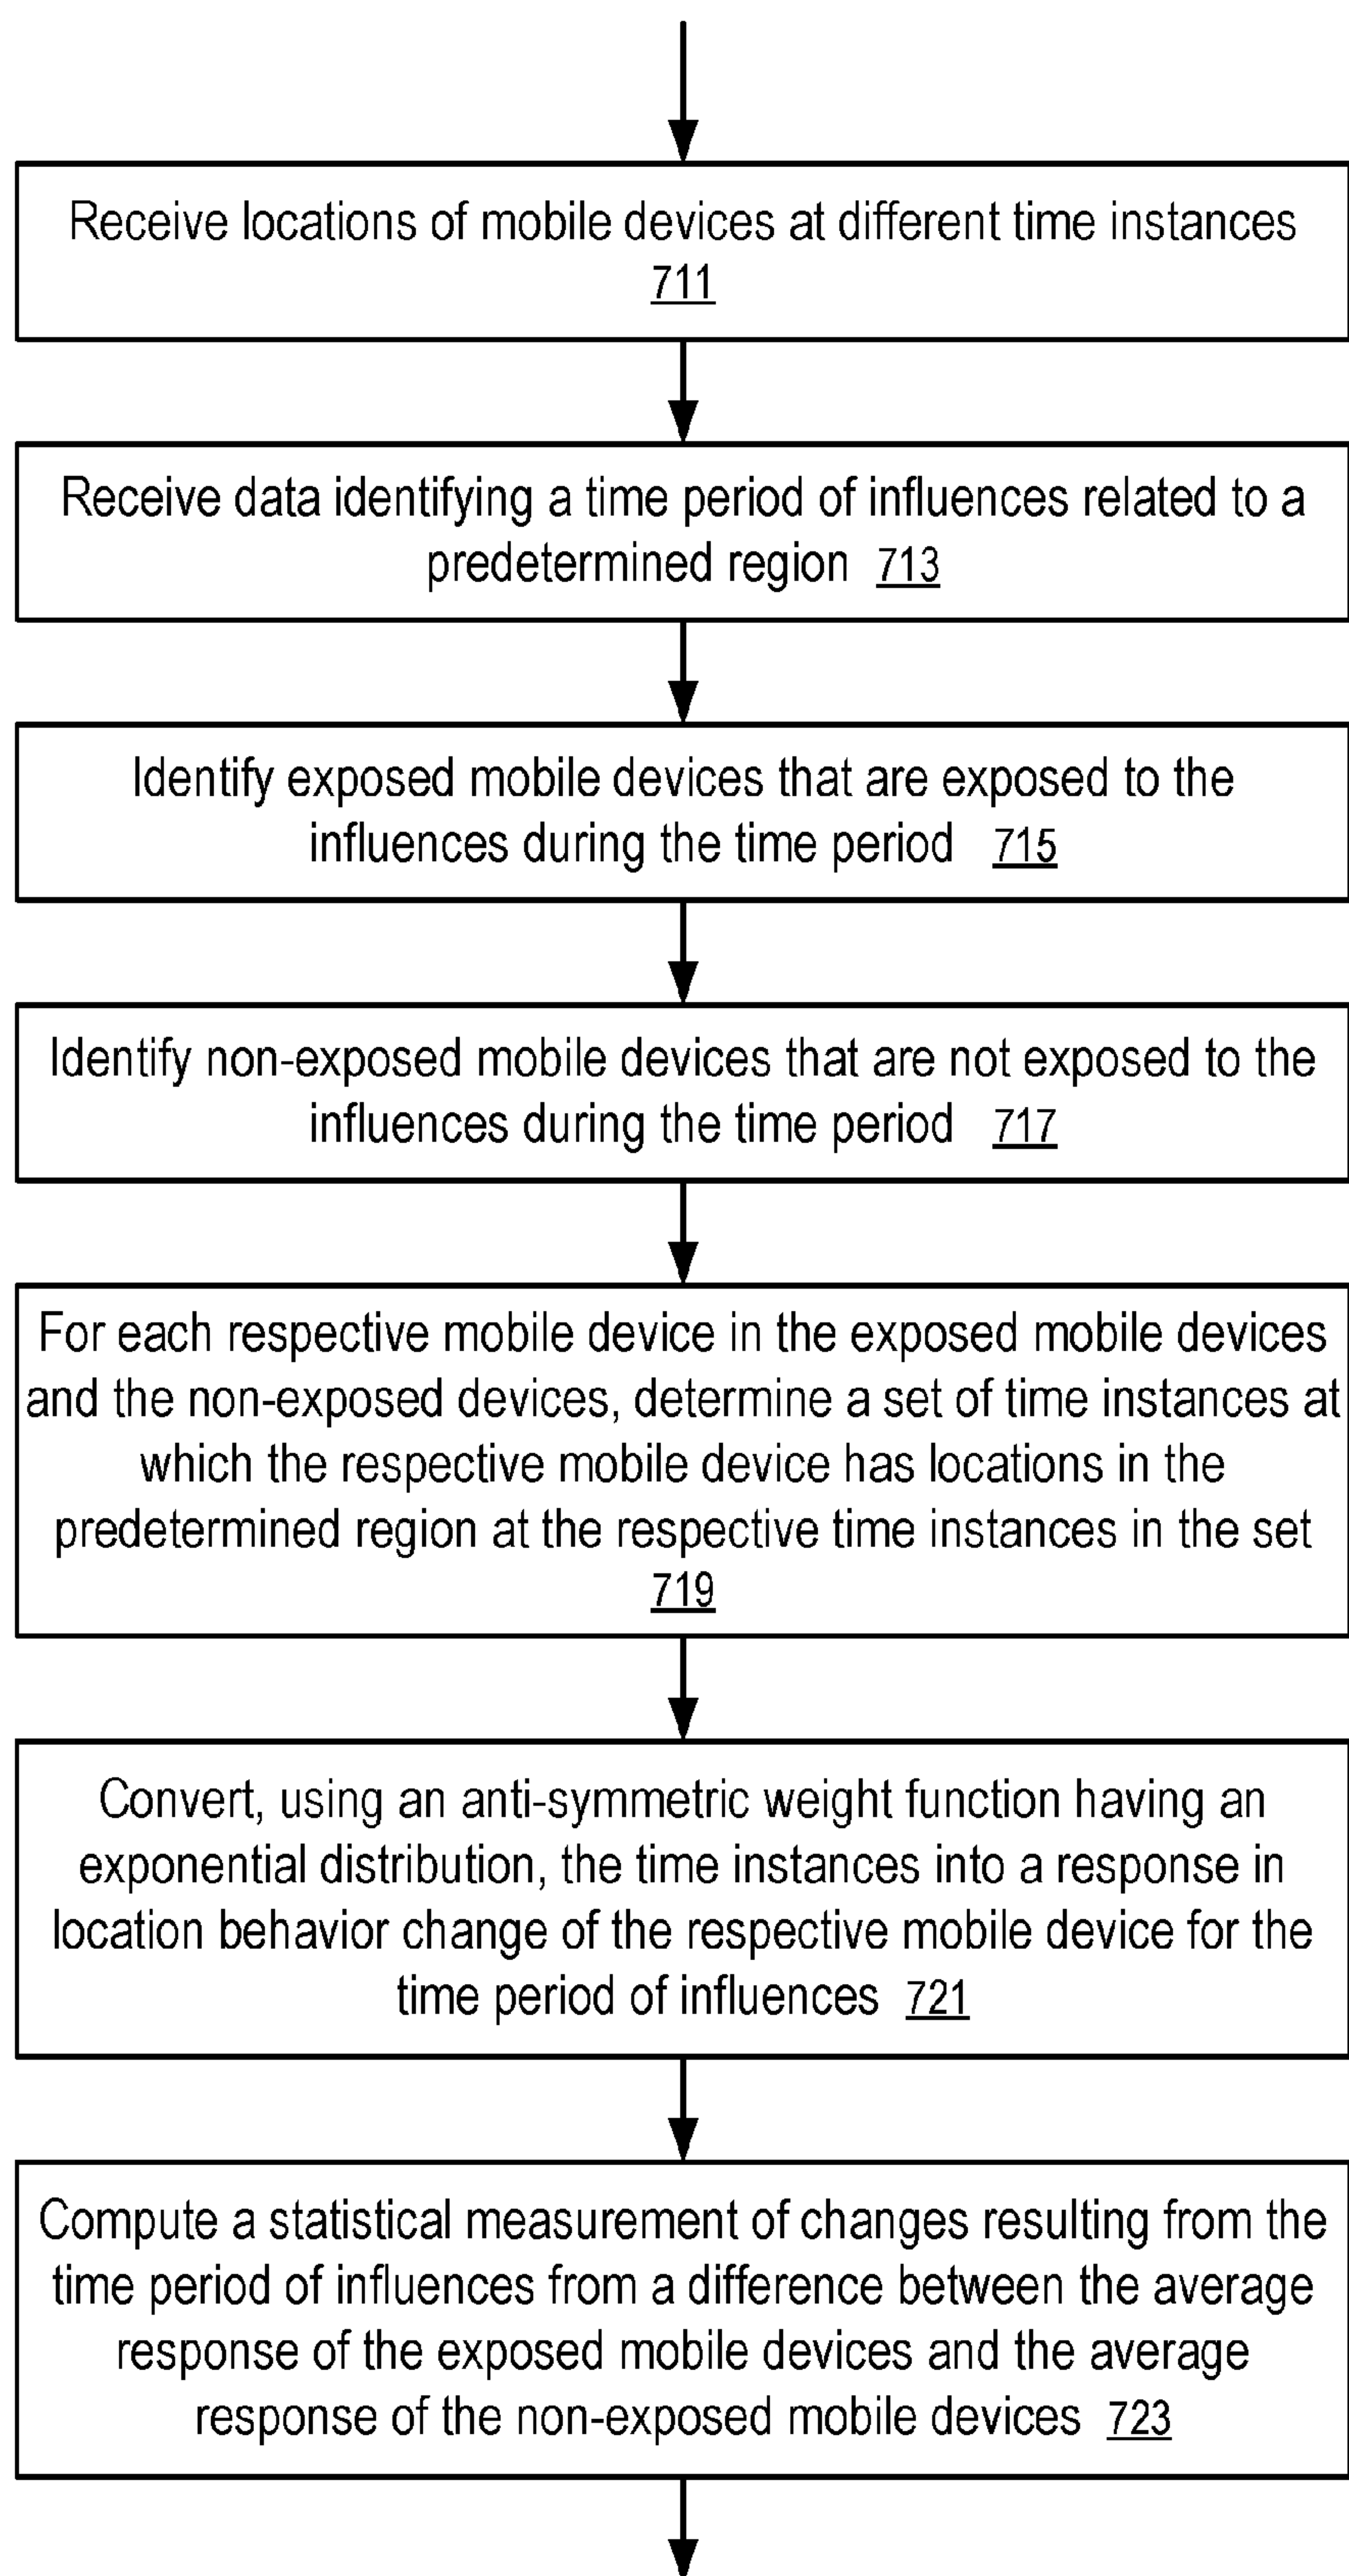 Receive locations of mobile devices at different time instances
711
Receive data identifying a time period of influences related to a
predetermined region 713
Identify exposed mobile devices that are exposed to the
influences during the time period 715
Identify non-exposed mobile devices that are not exposed to the
influences during the time period 717
For each respective mobile device in the exposed mobile devices
and the non-exposed devices, determine a set of time instances at
which the respective mobile device has locations in the
predetermined region at the respective time instances in the set
719
Convert, using an anti-symmetric weight function having an
exponential distribution, the time instances into a response in
location behavior change of the respective mobile device for the
time period of influences 721
Compute a statistical measurement of changes resulting from the
time period of influences from a difference between the average
response of the exposed mobile devices and the average
response of the non-exposed mobile devices 723